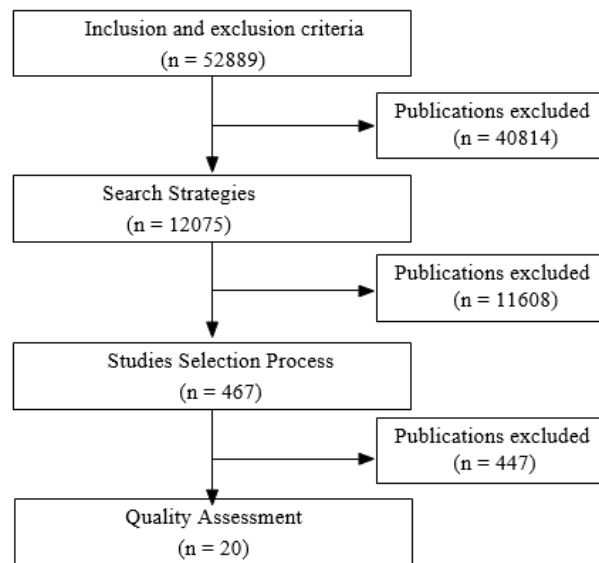 Inclusion and exclusion criteria
(n = 52889)
Publications excluded
(n = 40814)
Search Strategies
(n = 12075)
Publications excluded
(n = 11608)
Studies Selection Process
(n = 467)
Publications excluded
(n = 447)
Quality Assessment
(n = 20)